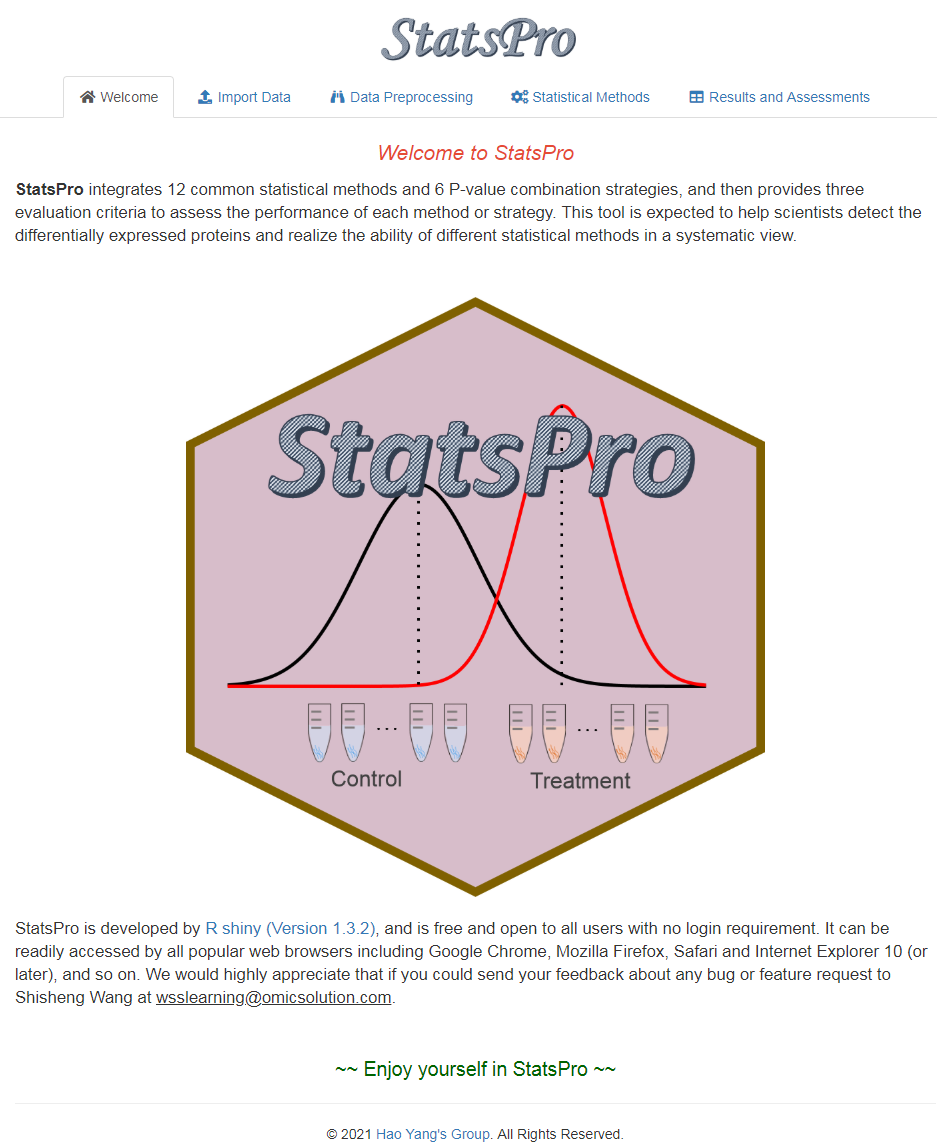 StatsPro
Welcome
Import Data
Data Preprocessing
Statistical Methods
Results and Assessments
Welcome to StatsPro
StatsPro integrates 12 common statistical methods and 6 P-value combination strategies, and then provides three
evaluation criteria to assess the performance of each method or strategy. This tool is expected to help scientists detect the
differentially expressed proteins and realize the ability of different statistical methods in a systematic view.
StatsPro
... ...
Control Treatment
StatsPro is developed by R shiny (Version 1.3.2), and is free and open to all users with no login requirement. It can be
readily accessed by all popular web browsers including Google Chrome, Mozilla Firefox, Safari and Internet Explorer 10 (or
later), and so on. We would highly appreciate that if you could send your feedback about any bug or feature request to
Shisheng Wang at wsslearning@omicsolution.com.
~~ Enjoy yourself in StatsPro ~~
© 2021 Hao Yang's Group. All Rights Reserved.